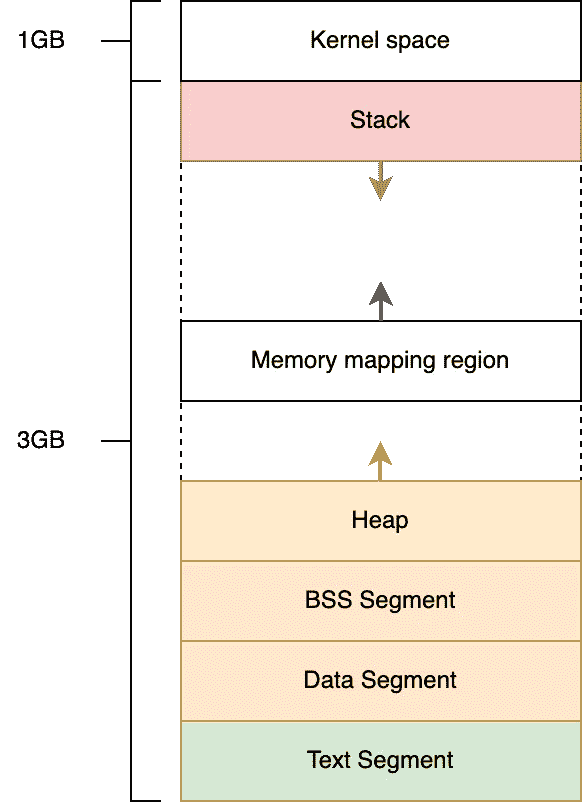 1GB
Kernel space
Stack
Memory mapping region
3GB
Heap
BSS Segment
Data Segment
Text Segment